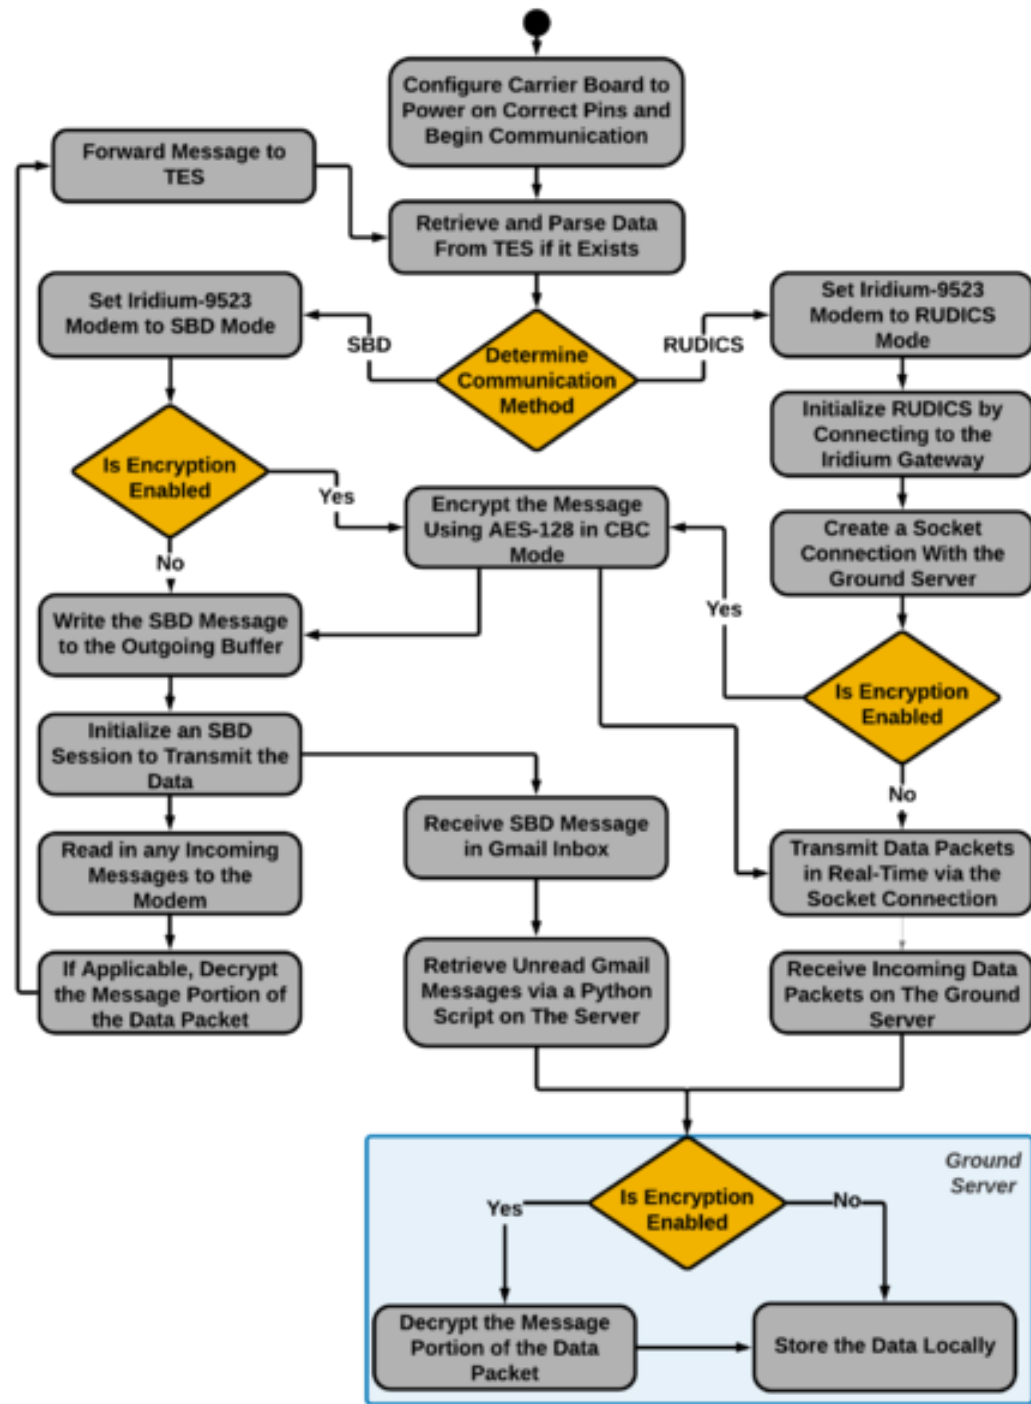 Configure Carrier Board to
Power on Correct Pins and
Begin Communication
Forward Message to
TES
Retrieve and Parse Data
From TES if it Exists
Set Iridium-9523
Modem to SBD Mode
SBD
Determine
Communication
Method
RUDICS
Set Iridium-9523
Modem to RUDICS
Mode
Initialize RUDICS by
Connecting to the
Iridium Gateway
Is Encryption
Enabled
Yes
No
Encrypt the Message
Using AES-128 in CBC
Mode
Create a Socket
Connection With the
Ground Server
Yes
Is Encryption
Enabled
No
Write the SBD Message
to the Outgoing Buffer
Initialize an SBD
Session to Transmit the
Data
Receive SBD Message
in Gmail Inbox
Transmit Data Packets
in Real-Time via the
Socket Connection
Read in any Incoming
Messages to the
Modem
If Applicable, Decrypt
the Message Portion of
the Data Packet
Retrieve Unread Gmail
Messages via a Python
Script on The Server
Receive Incoming Data
Packets on The Ground
Server
Ground
Server
Is Encryption
Enabled
Yes
No
Decrypt the Message
Portion of the Data
Packet
Store the Data Locally